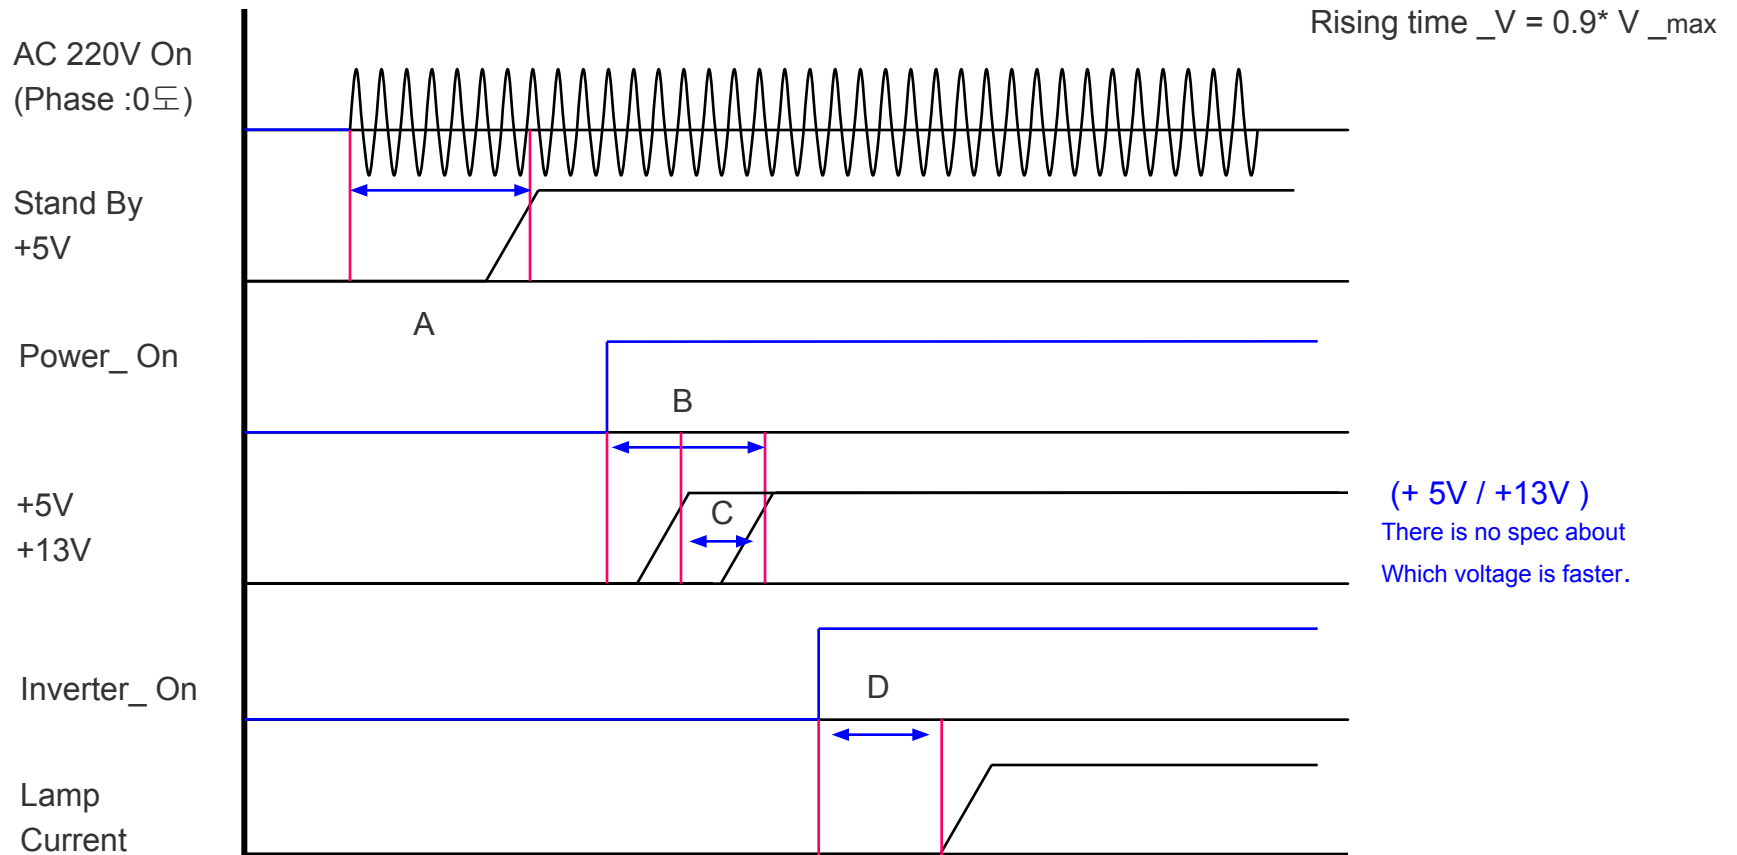 Rising time _V = 0.9* V _max
AC 220V On
(Phase :0도)
Stand By
+5V
A
Power_ On
B
+5V
+13V
C
(+ 5V / +13V )
There is no spec about
Which voltage is faster.
Inverter_ On
D
Lamp
Current